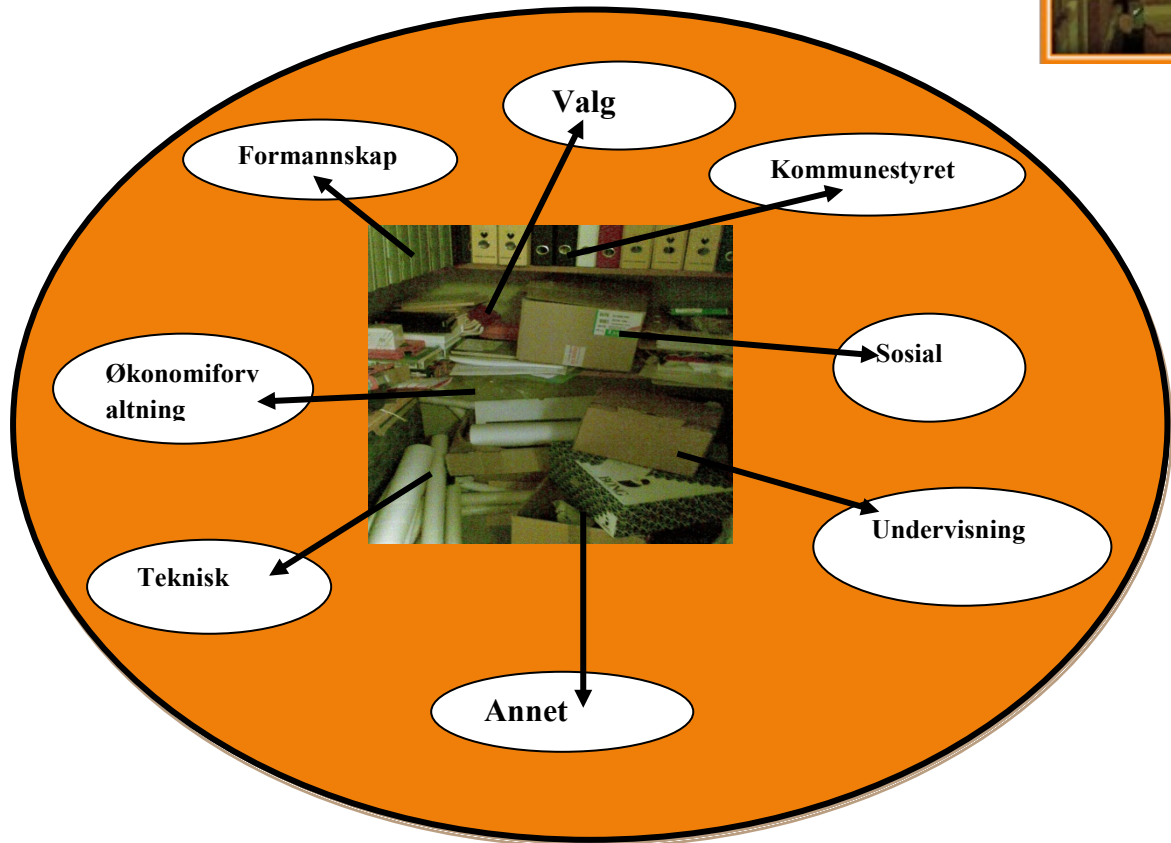 Valg
Formannskap
Kommunestyret
Sosial
Økonomiforv
altning
Undervisning
Teknisk
Annet